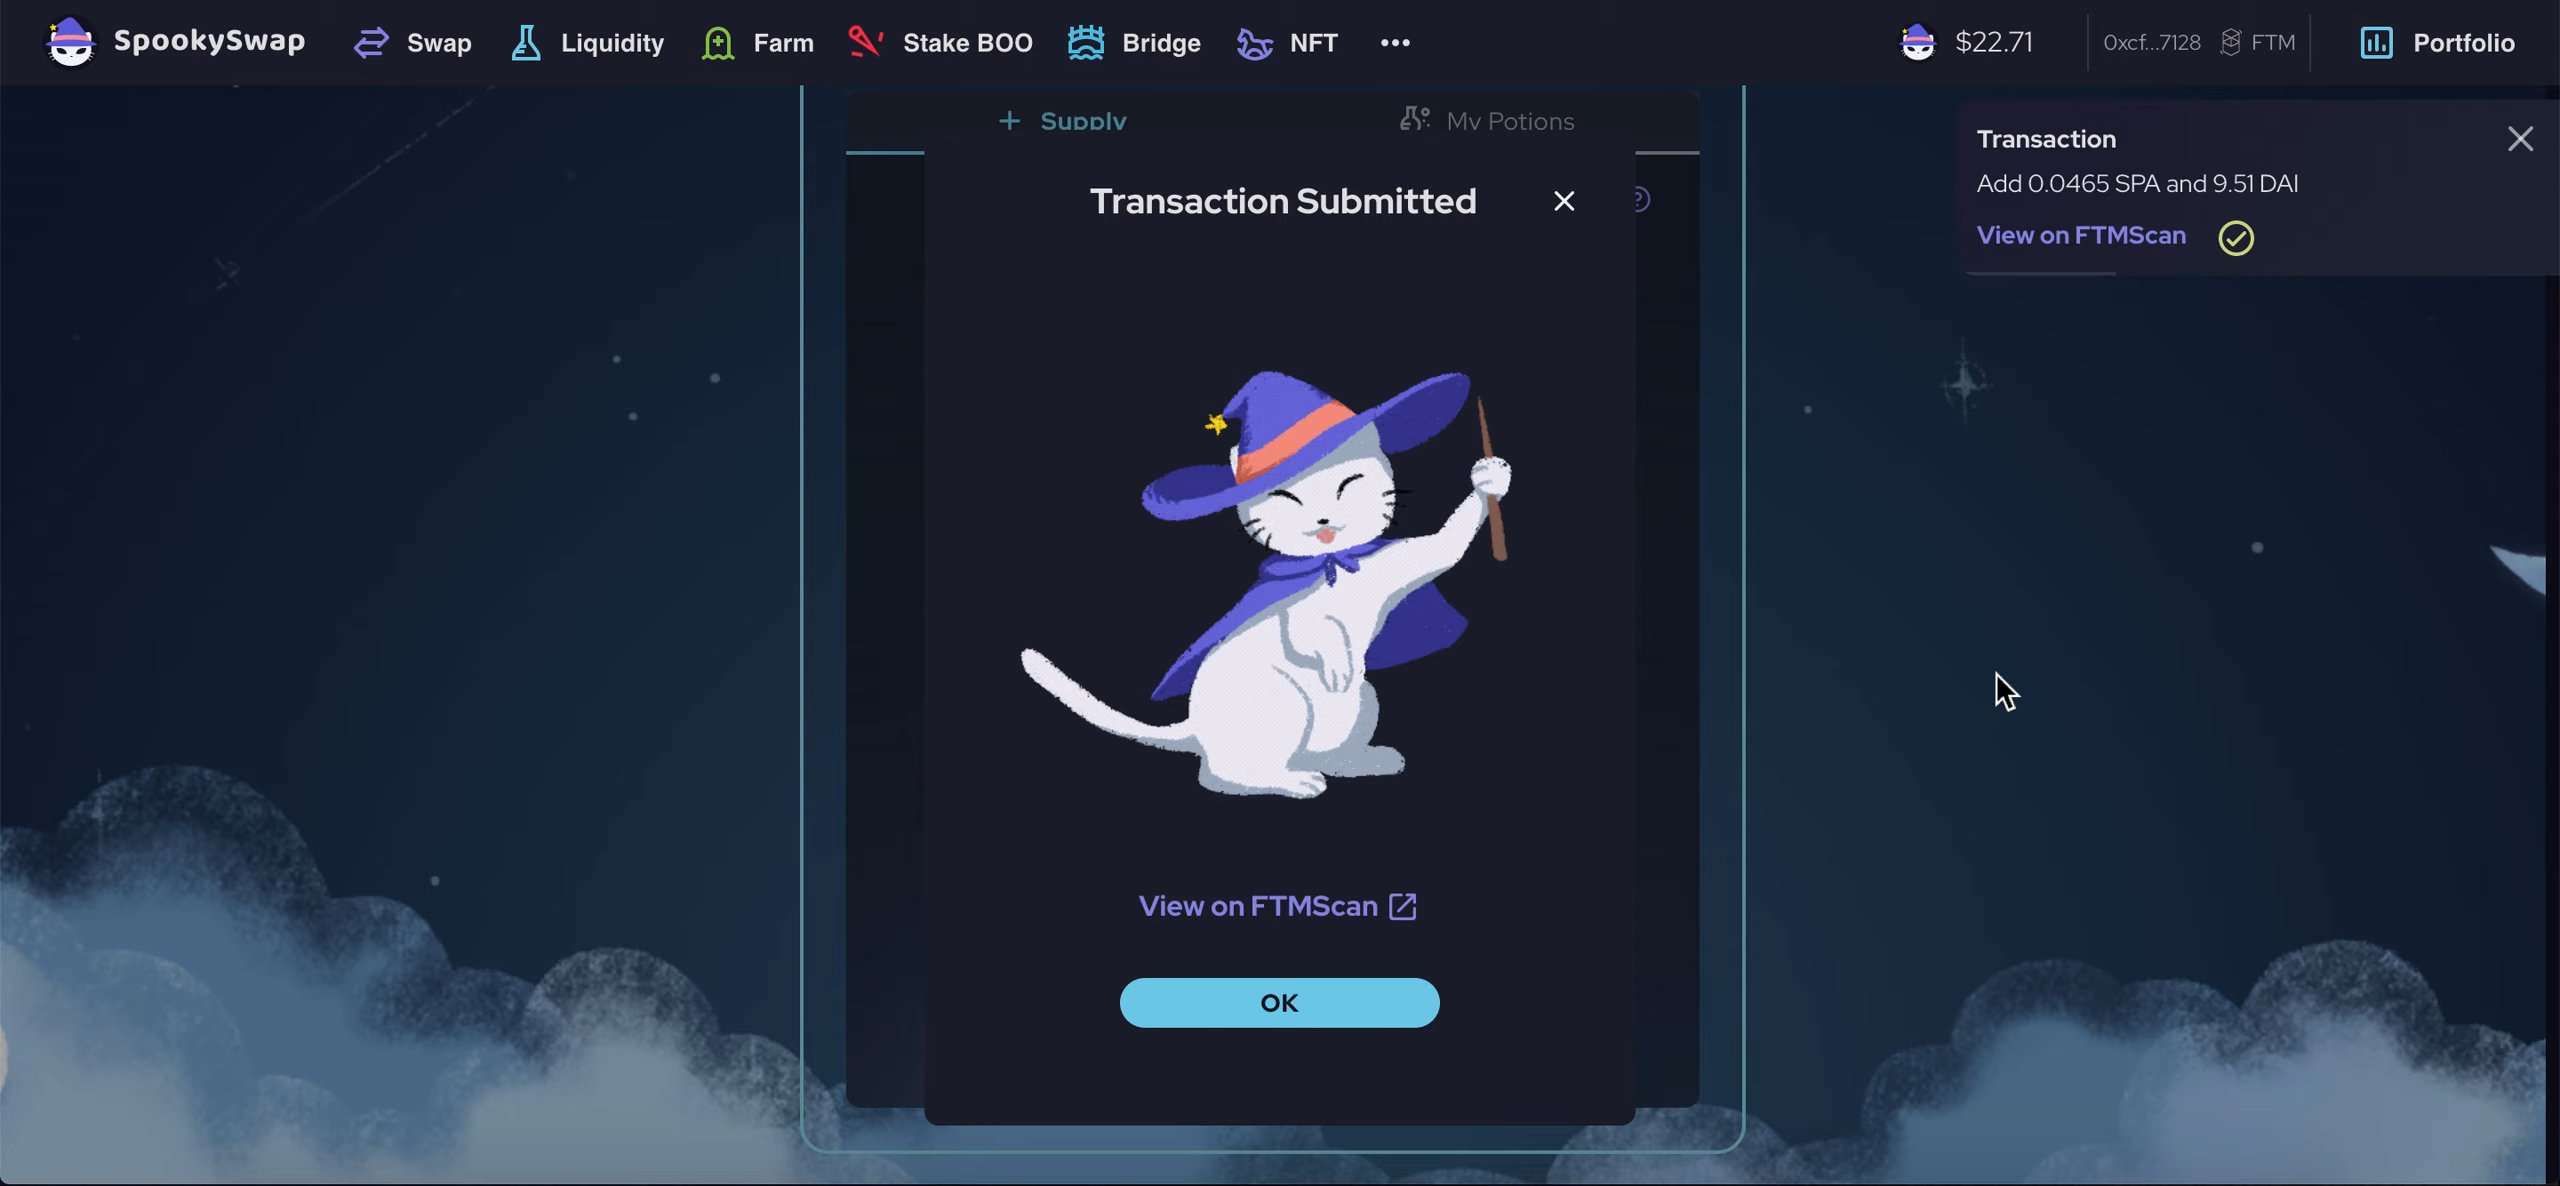 SpookySwap Swap Liquidity Farm Stake BOO Bridge NFT ••• $22.71 0xcf...7128 FTM Portfolio
+ Supply My Potions
Transaction
Add 0.0465 SPA and 9.51 DAI
View on FTMScan
Transaction Submitted
View on FTMScan
OK